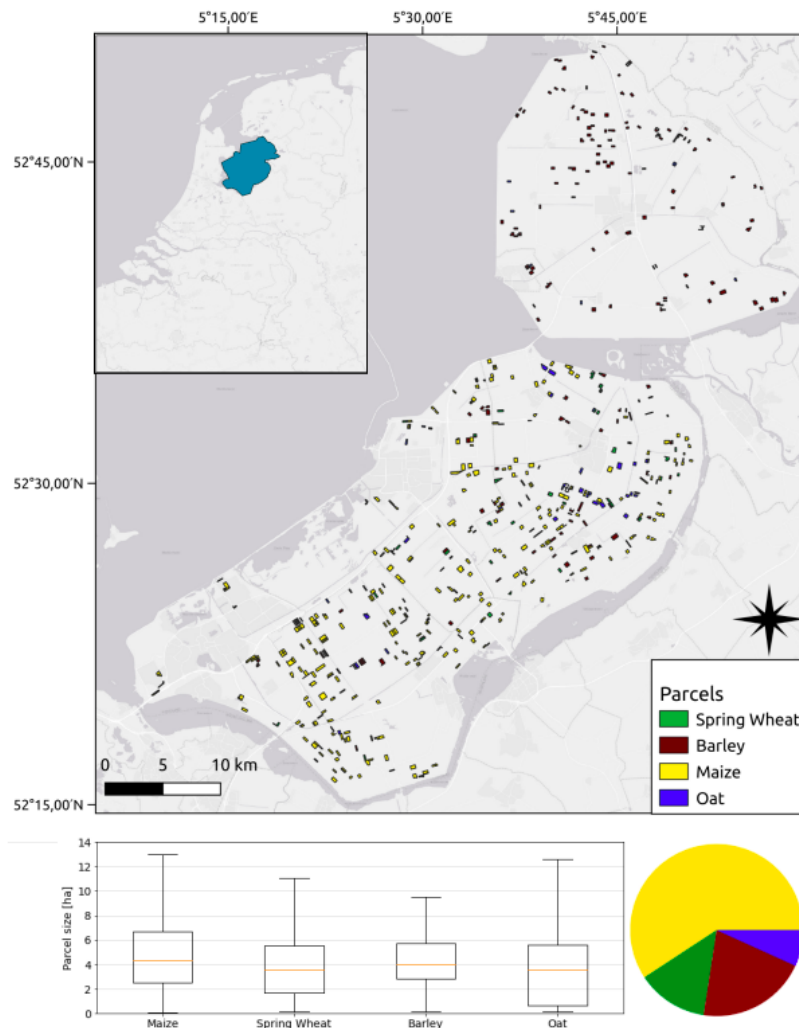 5°15,00′E 5°30,00′E 5°45,00′E
52°45,00′N
52°30,00′N
52°15,00′N
0 5 10 km
Parcels
Spring Wheat
Barley
Maize
Oat
Parcel size [ha]
14
12
10
8
6
4
2
0
Maize Spring Wheat Barley Oat